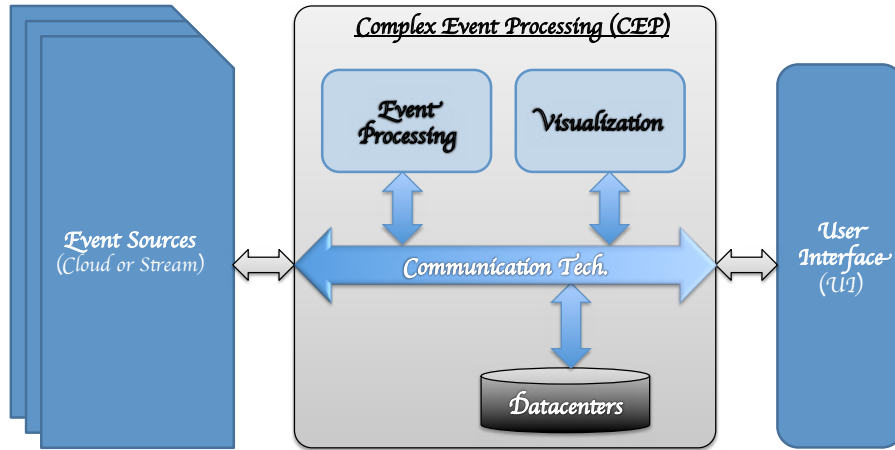 Complex Event Processing (CEP)
Event
Processing
Visualization
Event Sources
(Cloud or Stream)
Communication Tech.
User
Interface
(UI)
Datacenters